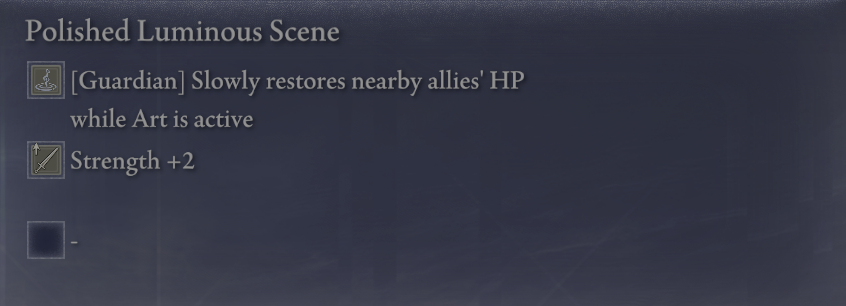 Polished Luminous Scene
[Guardian] Slowly restores nearby allies' HP
while Art is active
Strength +2
-